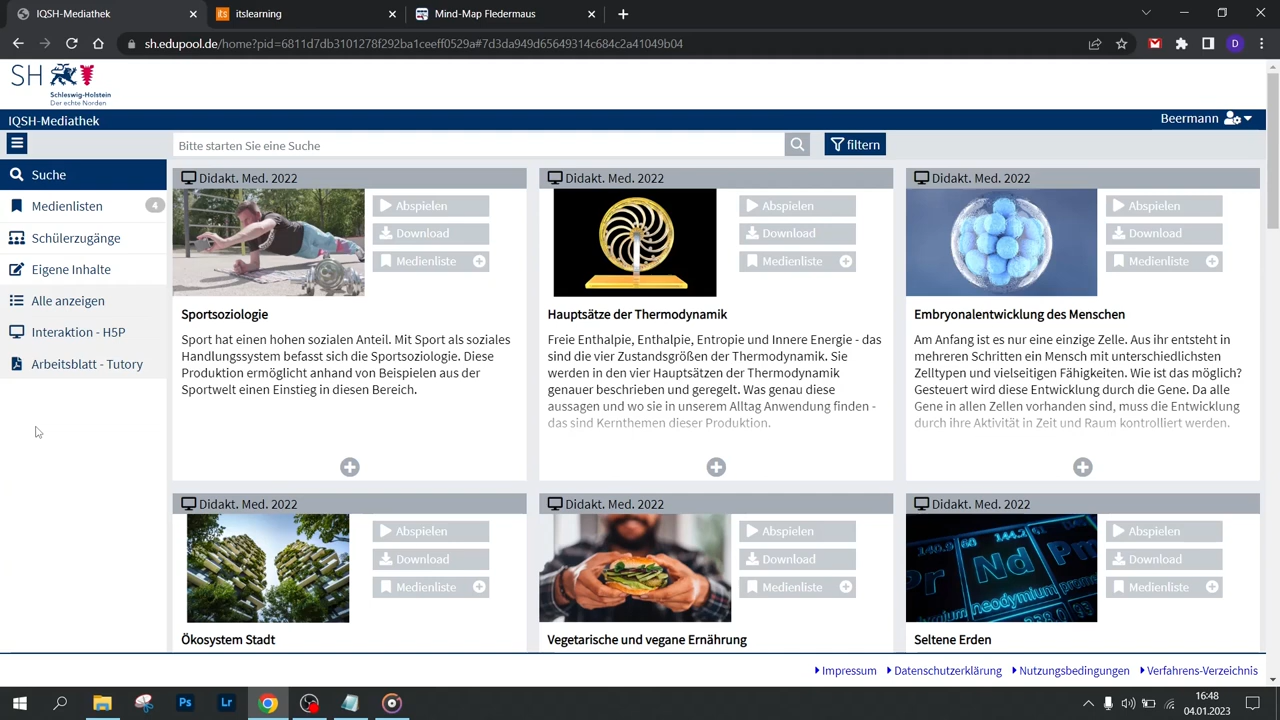 IQSH-Mediathek
itslearning
Mind-Map Fledermaus
sh.edupool.de/home?pid=6811d7db3101278f292ba1ceeff0529a#7d3da949d65649314c684c2a41049b04
D
SH
Schleswig-Holstein
Der echte Norden
IQSH-Mediathek
Beermann
Bitte starten Sie eine Suche
filtern
Suche
Medienlisten 4
Schülerzugänge
Eigene Inhalte
Alle anzeigen
Interaktion - H5P
Arbeitsblatt - Tutory
Didakt. Med. 2022
Abspielen
Download
Medienliste
Sportsoziologie
Sport hat einen hohen sozialen Anteil. Mit Sport als soziales
Handlungssystem befasst sich die Sportsoziologie. Diese
Produktion ermöglicht anhand von Beispielen aus der
Sportwelt einen Einstieg in diesen Bereich.
Didakt. Med. 2022
Abspielen
Download
Medienliste
Hauptsätze der Thermodynamik
Freie Enthalpie, Enthalpie, Entropie und Innere Energie - das
sind die vier Zustandsgrößen der Thermodynamik. Sie
werden in den vier Hauptsätzen der Thermodynamik
genauer beschrieben und geregelt. Was genau diese
aussagen und wo sie in unserem Alltag Anwendung finden -
das sind Kernthemen dieser Produktion.
Didakt. Med. 2022
Abspielen
Download
Medienliste
Embryonalentwicklung des Menschen
Am Anfang ist es nur eine einzige Zelle. Aus ihr entsteht in
mehreren Schritten ein Mensch mit unterschiedlichsten
Zelltypen und vielseitigen Fähigkeiten. Wie ist das möglich?
Gesteuert wird diese Entwicklung durch die Gene. Da alle
Gene in allen Zellen vorhanden sind, muss die Entwicklung
durch ihre Aktivität in Zeit und Raum kontrolliert werden.
Didakt. Med. 2022
Abspielen
Download
Medienliste
Ökosystem Stadt
Didakt. Med. 2022
Abspielen
Download
Medienliste
Vegetarische und vegane Ernährung
Didakt. Med. 2022
Pr Nd Pr
neodymium
Abspielen
Download
Medienliste
Seltene Erden
Impressum Datenschutzerklärung Nutzungsbedingungen Verfahrens-Verzeichnis
Ps
Lr
16:48
04.01.2023